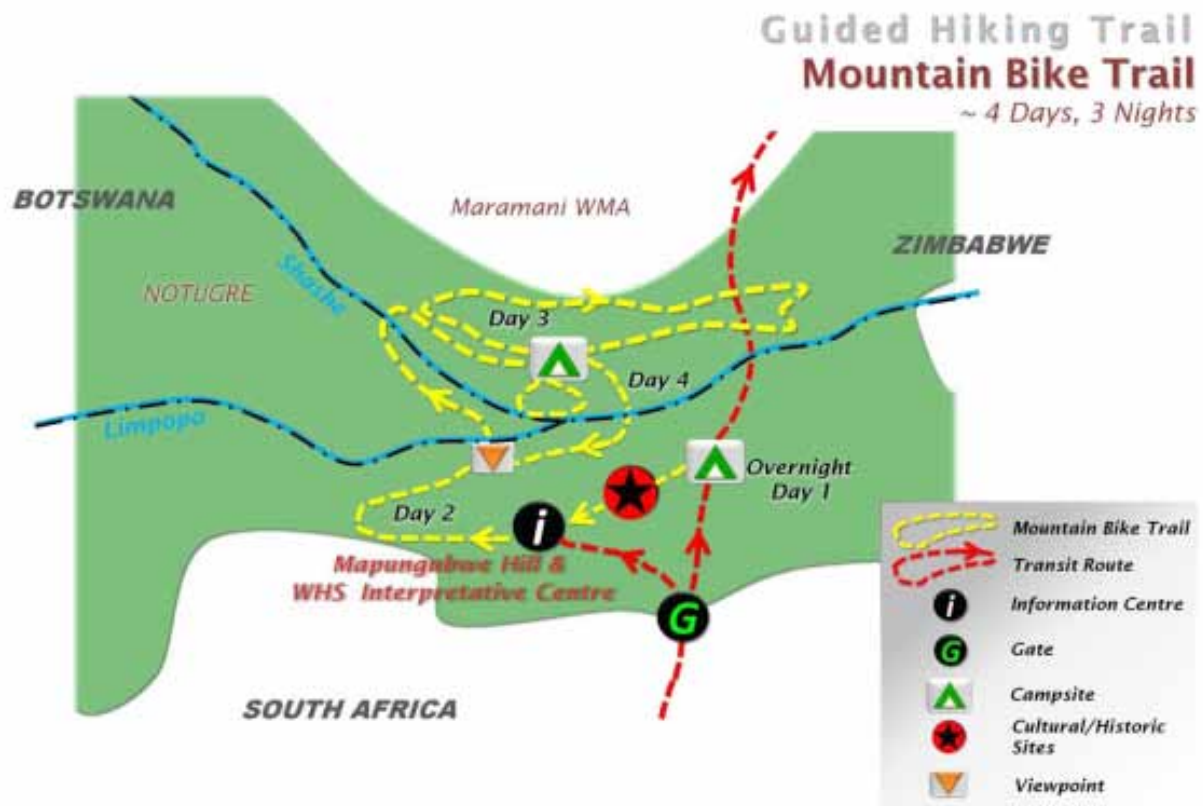 Guided Hiking Trail
Mountain Bike Trail
~ 4 Days, 3 Nights
BOTSWANA
Maramani WMA
ZIMBABWE
Shashe
NOTUGRE
Day 3
Day 4
Limpopo
Overnight
Day 1
Day 2
i
Mapungubwe Hill &
WHS Interpretative Centre
G
SOUTH AFRICA
Mountain Bike Trail
Transit Route
i Information Centre
G Gate
Campsite
Cultural/Historic
Sites
Viewpoint